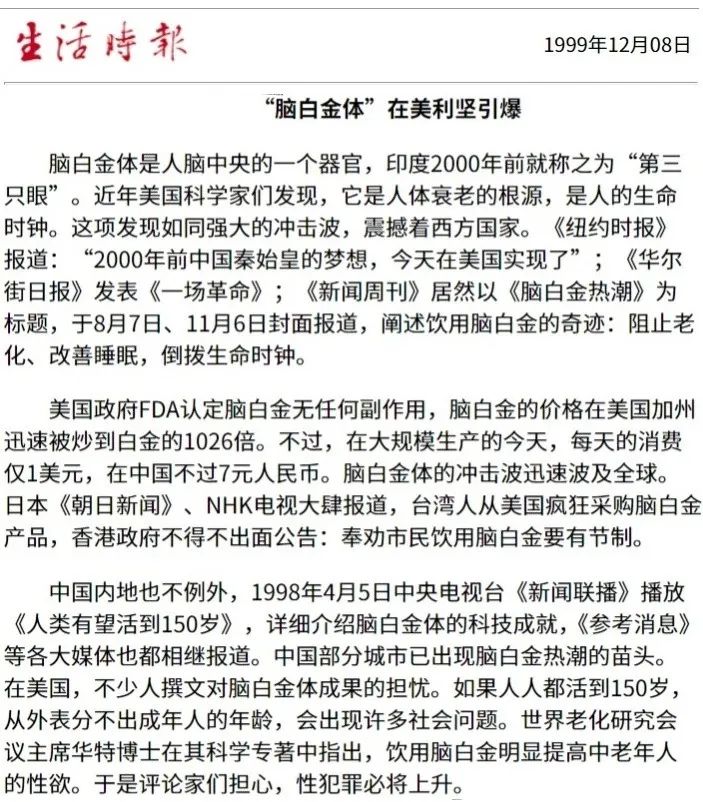 生活時報
1999年12月08日
“脑白金体”在美利坚引爆
脑白金体是人脑中央的一个器官，印度2000年前就称之为“第三
只眼”。近年美国科学家们发现，它是人体衰老的根源，是人的生命
时钟。这项发现如同强大的冲击波，震撼着西方国家。《纽约时报》
报道：“2000年前中国秦始皇的梦想，今天在美国实现了”；《华尔
街日报》发表《一场革命》；《新闻周刊》居然以《脑白金热潮》为
标题，于8月7日、11月6日封面报道，阐述饮用脑白金的奇迹：阻止老
化、改善睡眠，倒拨生命时钟。
美国政府FDA认定脑白金无任何副作用，脑白金的价格在美国加州
迅速被炒到白金的1026倍。不过，在大规模生产的今天，每天的消费
仅1美元，在中国不过7元人民币。脑白金体的冲击波迅速波及全球。
日本《朝日新闻》、NHK电视大肆报道，台湾人从美国疯狂采购脑白金
产品，香港政府不得不出面公告：奉劝市民饮用脑白金要有节制。
中国内地也不例外，1998年4月5日中央电视台《新闻联播》播放
《人类有望活到150岁》，详细介绍脑白金体的科技成就，《参考消息》
等各大媒体也都相继报道。中国部分城市已出现脑白金热潮的苗头。
在美国，不少人撰文对脑白金体成果的担忧。如果人人都活到150岁，
从外表分不出成年人的年龄，会出现许多社会问题。世界老化研究会
议主席华特博士在其科学专著中指出，饮用脑白金明显提高中老年人
的性欲。于是评论家们担心，性犯罪必将上升。